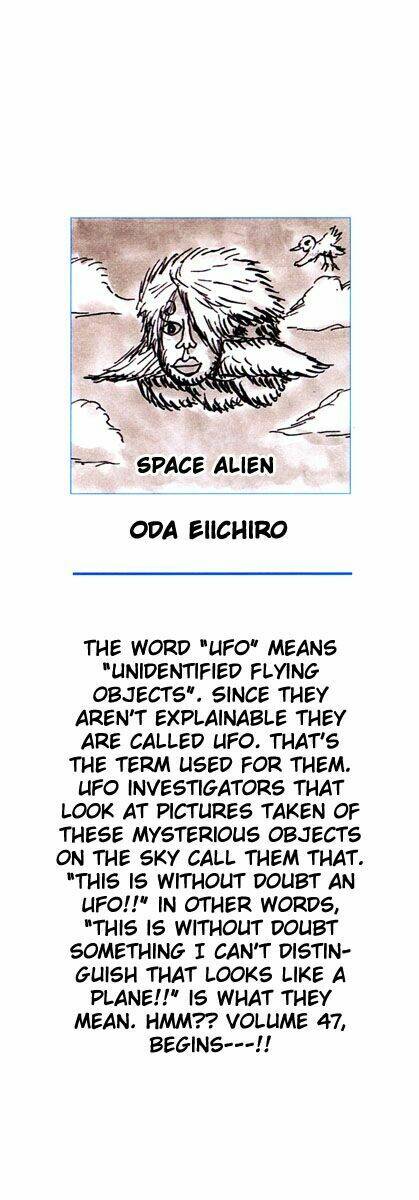 SPACE ALIEN
ODA EIICHIRO
THE WORD "UFO" MEANS
"UNIDENTIFIED FLYING
OBJECTS". SINCE THEY
AREN'T EXPLAINABLE THEY
ARE CALLED UFO. THAT'S
THE TERM USED FOR THEM.
UFO INVESTIGATORS THAT
LOOK AT PICTURES TAKEN OF
THESE MYSTERIOUS OBJECTS
ON THE SKY CALL THEM THAT.
"THIS IS WITHOUT DOUBT AN
UFO!!" IN OTHER WORDS,
"THIS IS WITHOUT DOUBT
SOMETHING I CAN'T DISTIN-
GUISH THAT LOOKS LIKE A
PLANE!!" IS WHAT THEY
MEAN. HMM?? VOLUME 47,
BEGINS---!!